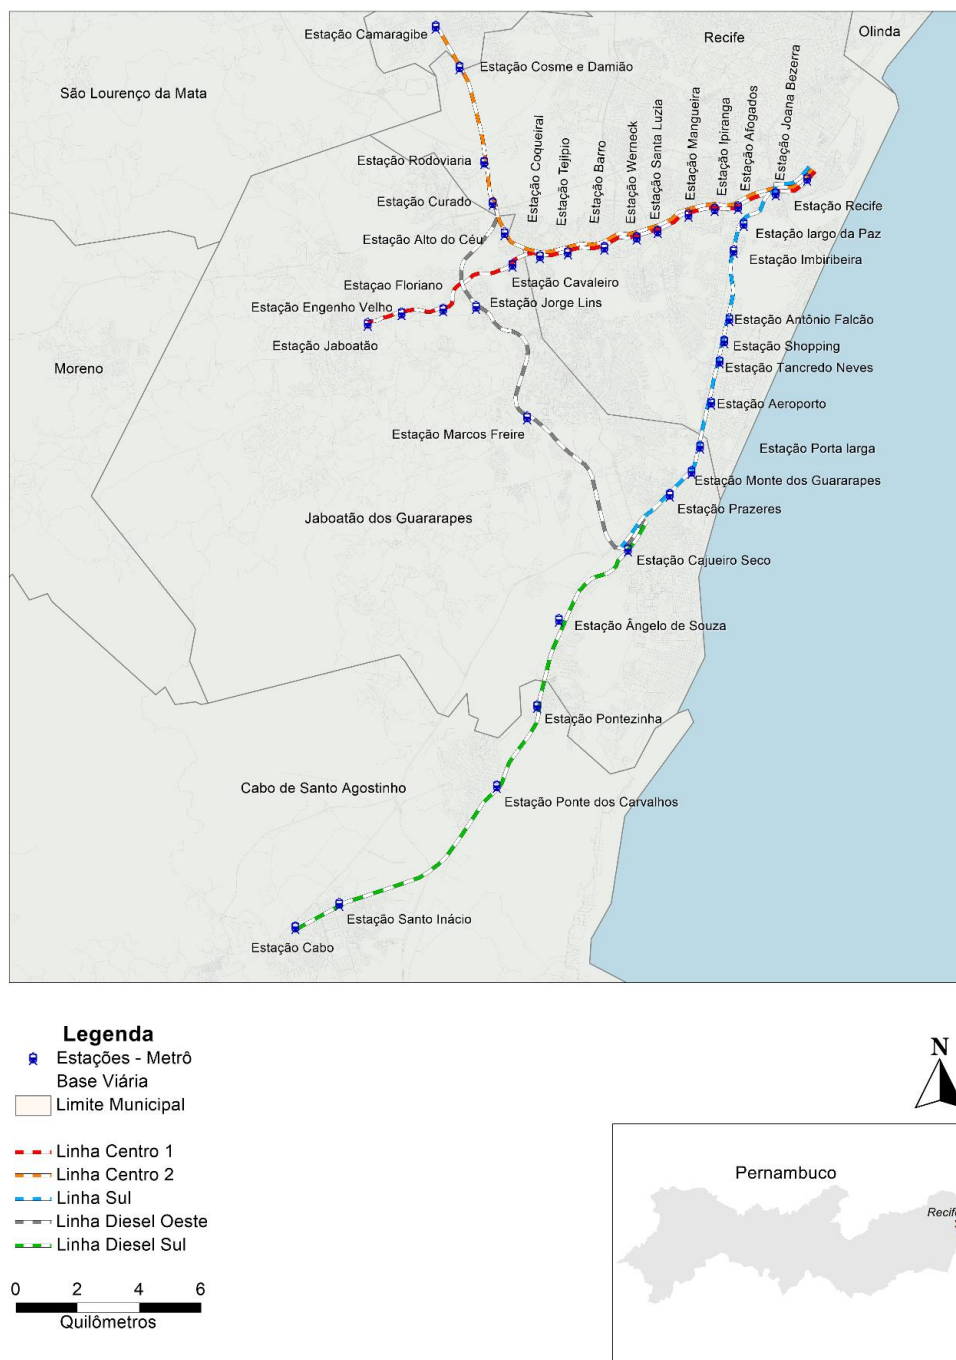 Estação Camaragibe
Recife
Olinda
Estação Cosme e Damião
São Lourenço da Mata
Estação Rodoviaria
Estação Curado
Estação Alto do Céu
Estação Coqueiral
Estação Tejipio
Estação Barro
Estação Werneck
Estação Santa Luzia
Estação Mangueira
Estação Ipiranga
Estação Afogados
Estação Joana Bezerra
Estação Recife
Estação largo da Paz
Estação Imbiribeira
Estação Cavaleiro
Estaçao Floriano
Estação Engenho Velho
Estação Jorge Lins
Estação Jaboatão
Estação Antônio Falcão
Estação Shopping
Estação Tancredo Neves
Moreno
Estação Aeroporto
Estação Marcos Freire
Estação Porta larga
Estação Monte dos Guararapes
Estação Prazeres
Jaboatão dos Guararapes
Estação Cajueiro Seco
Estação Ângelo de Souza
Estação Pontezinha
Cabo de Santo Agostinho
Estação Ponte dos Carvalhos
Estação Santo Inácio
Estação Cabo
Legenda
Estações - Metrô
Base Viária
Limite Municipal
Linha Centro 1
Linha Centro 2
Linha Sul
Linha Diesel Oeste
Linha Diesel Sul
0 2 4 6
Quilômetros
N
Pernambuco
Recife